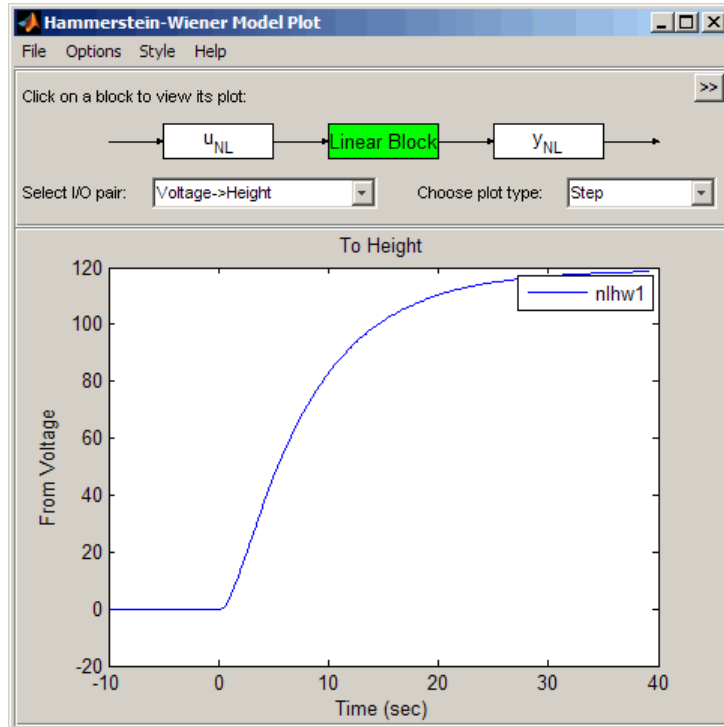 Hammerstein-Wiener Model Plot
File Options Style Help
Click on a block to view its plot:
>>
uNL Linear Block yNL
Select I/O pair: Voltage->Height Choose plot type: Step
To Height
nlhw1
From Voltage
120
100
80
60
40
20
0
-20
-10 0 10 20 30 40
Time (sec)